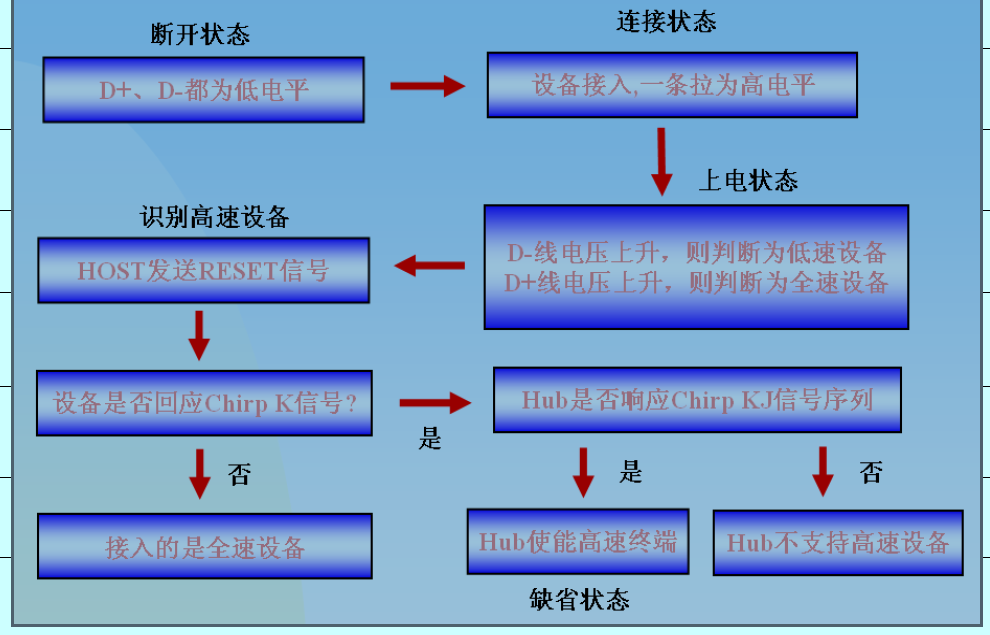 断开状态
D+、D-都为低电平
连接状态
设备接入,一条拉为高电平
上电状态
D-线电压上升，则判断为低速设备
D+线电压上升，则判断为全速设备
识别高速设备
HOST发送RESET信号
设备是否回应Chirp K信号?
是
Hub是否响应Chirp KJ信号序列
否
接入的是全速设备
是
Hub使能高速终端
否
Hub不支持高速设备
缺省状态